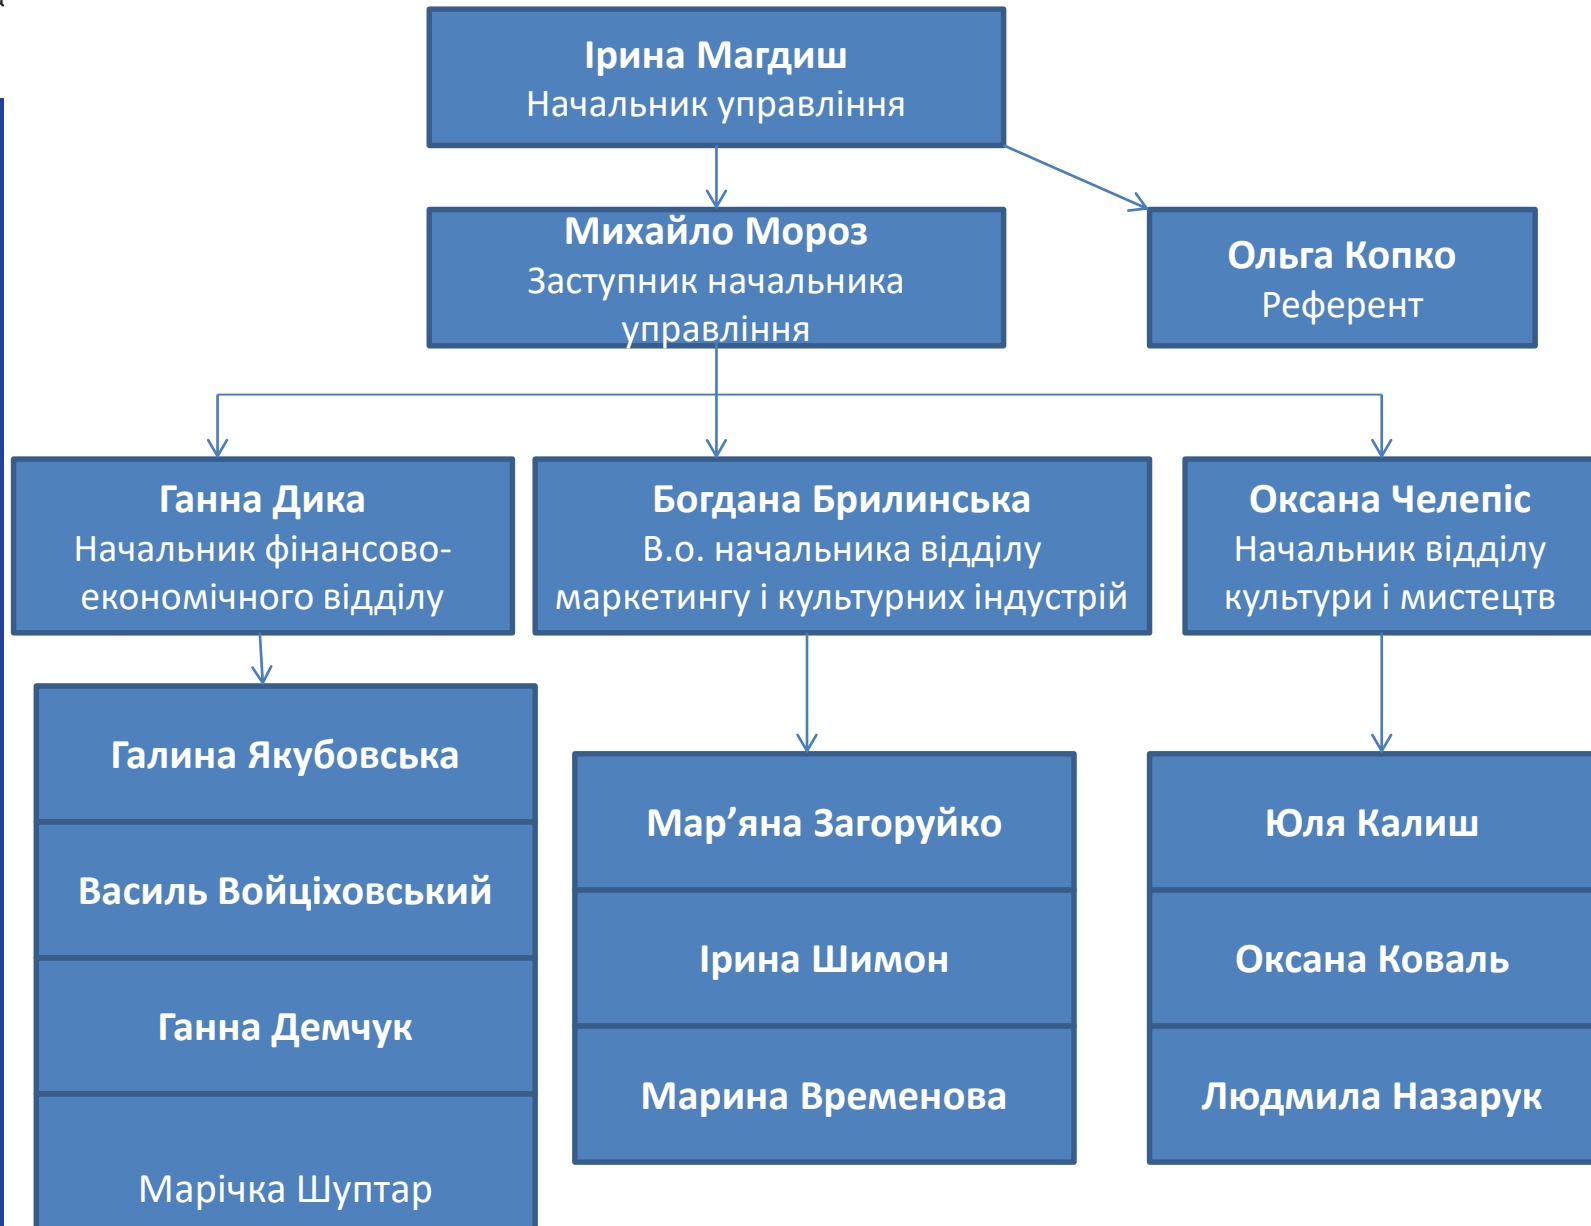 Ірина Магдиш
Начальник управління
Михайло Мороз
Заступник начальника
управління
Ольга Копко
Референт
Ганна Дика
Начальник фінансово-
економічного відділу
Богдана Брилинська
В.о. начальника відділу
маркетингу і культурних індустрій
Оксана Челепіс
Начальник відділу
культури і мистецтв
Галина Якубовська
Василь Войціховський
Ганна Демчук
Марічка Шуптар
Мар’яна Загоруйко
Ірина Шимон
Марина Временова
Юля Калиш
Оксана Коваль
Людмила Назарук